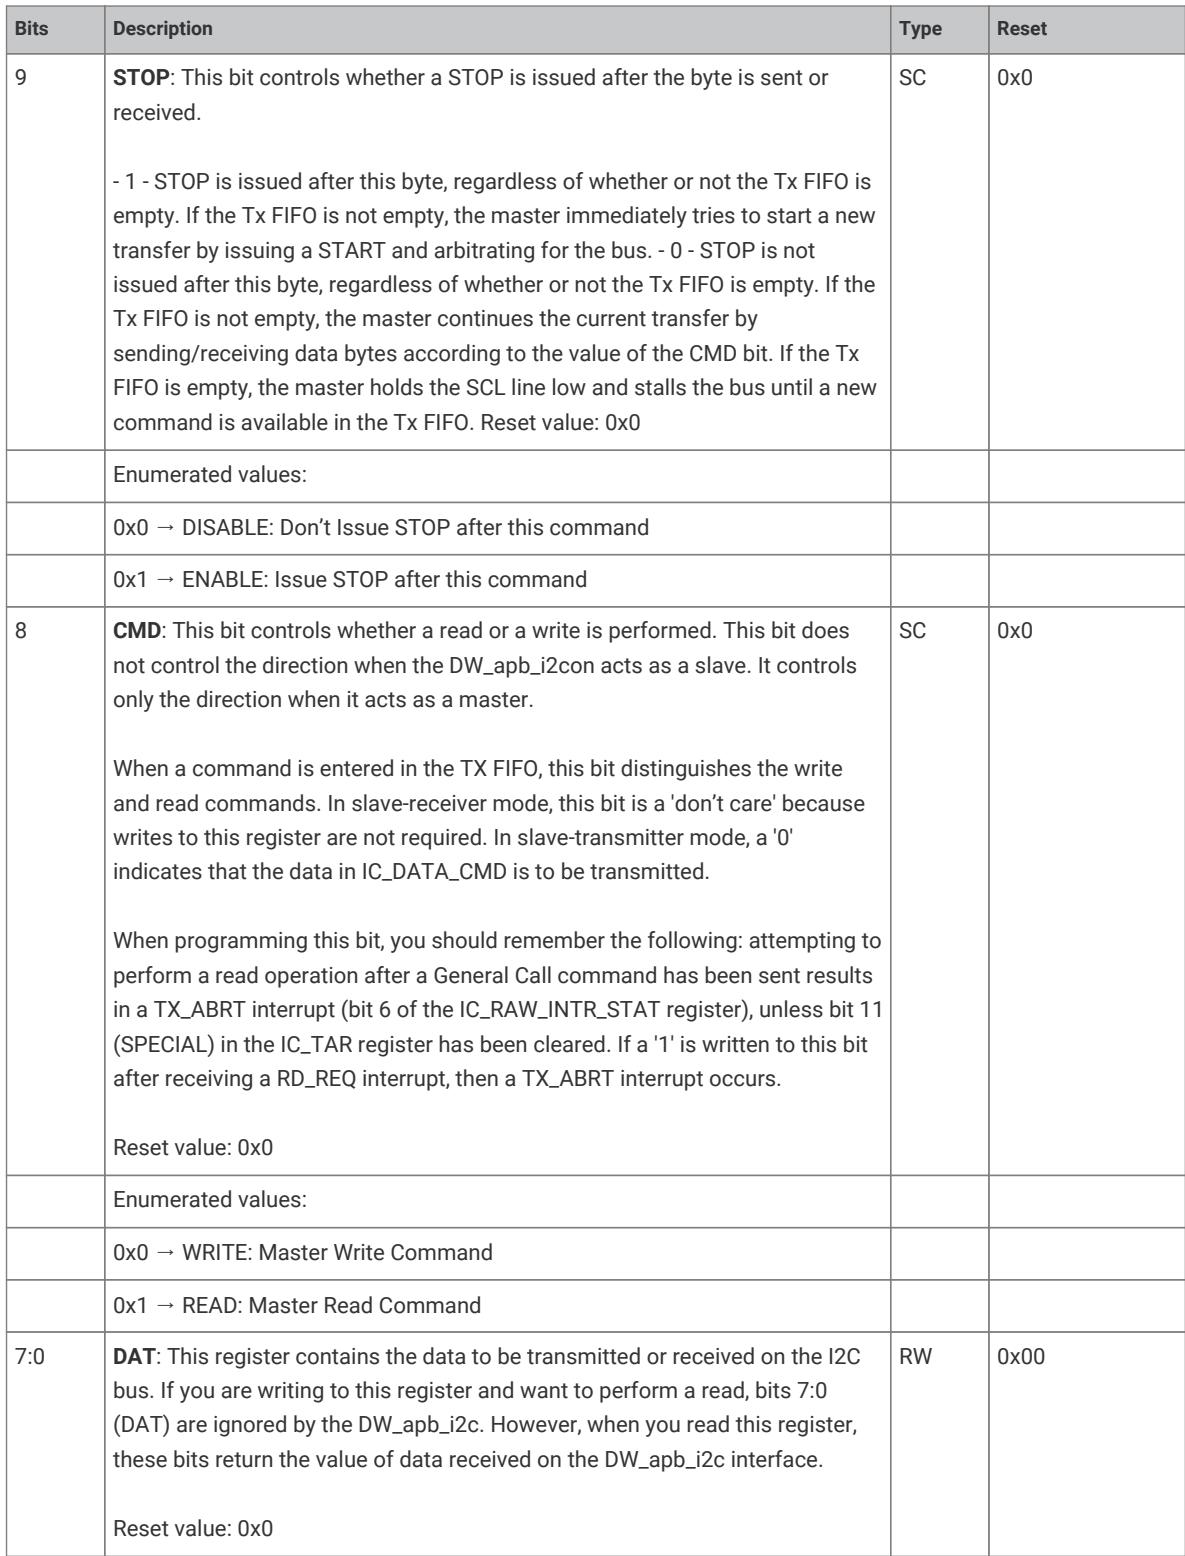 Bits Description Type Reset
9 STOP: This bit controls whether a STOP is issued after the byte is sent or SC 0x0
received.
- 1 - STOP is issued after this byte, regardless of whether or not the Tx FIFO is
empty. If the Tx FIFO is not empty, the master immediately tries to start a new
transfer by issuing a START and arbitrating for the bus. - 0 - STOP is not
issued after this byte, regardless of whether or not the Tx FIFO is empty. If the
Tx FIFO is not empty, the master continues the current transfer by
sending/receiving data bytes according to the value of the CMD bit. If the Tx
FIFO is empty, the master holds the SCL line low and stalls the bus until a new
command is available in the Tx FIFO. Reset value: 0x0
Enumerated values:
0x0 → DISABLE: Don’t Issue STOP after this command
0x1 → ENABLE: Issue STOP after this command
8 CMD: This bit controls whether a read or a write is performed. This bit does SC 0x0
not control the direction when the DW_apb_i2con acts as a slave. It controls
only the direction when it acts as a master.
When a command is entered in the TX FIFO, this bit distinguishes the write
and read commands. In slave-receiver mode, this bit is a 'don’t care' because
writes to this register are not required. In slave-transmitter mode, a '0'
indicates that the data in IC_DATA_CMD is to be transmitted.
When programming this bit, you should remember the following: attempting to
perform a read operation after a General Call command has been sent results
in a TX_ABRT interrupt (bit 6 of the IC_RAW_INTR_STAT register), unless bit 11
(SPECIAL) in the IC_TAR register has been cleared. If a '1' is written to this bit
after receiving a RD_REQ interrupt, then a TX_ABRT interrupt occurs.
Reset value: 0x0
Enumerated values:
0x0 → WRITE: Master Write Command
0x1 → READ: Master Read Command
7:0 DAT: This register contains the data to be transmitted or received on the I2C RW 0x00
bus. If you are writing to this register and want to perform a read, bits 7:0
(DAT) are ignored by the DW_apb_i2c. However, when you read this register,
these bits return the value of data received on the DW_apb_i2c interface.
Reset value: 0x0